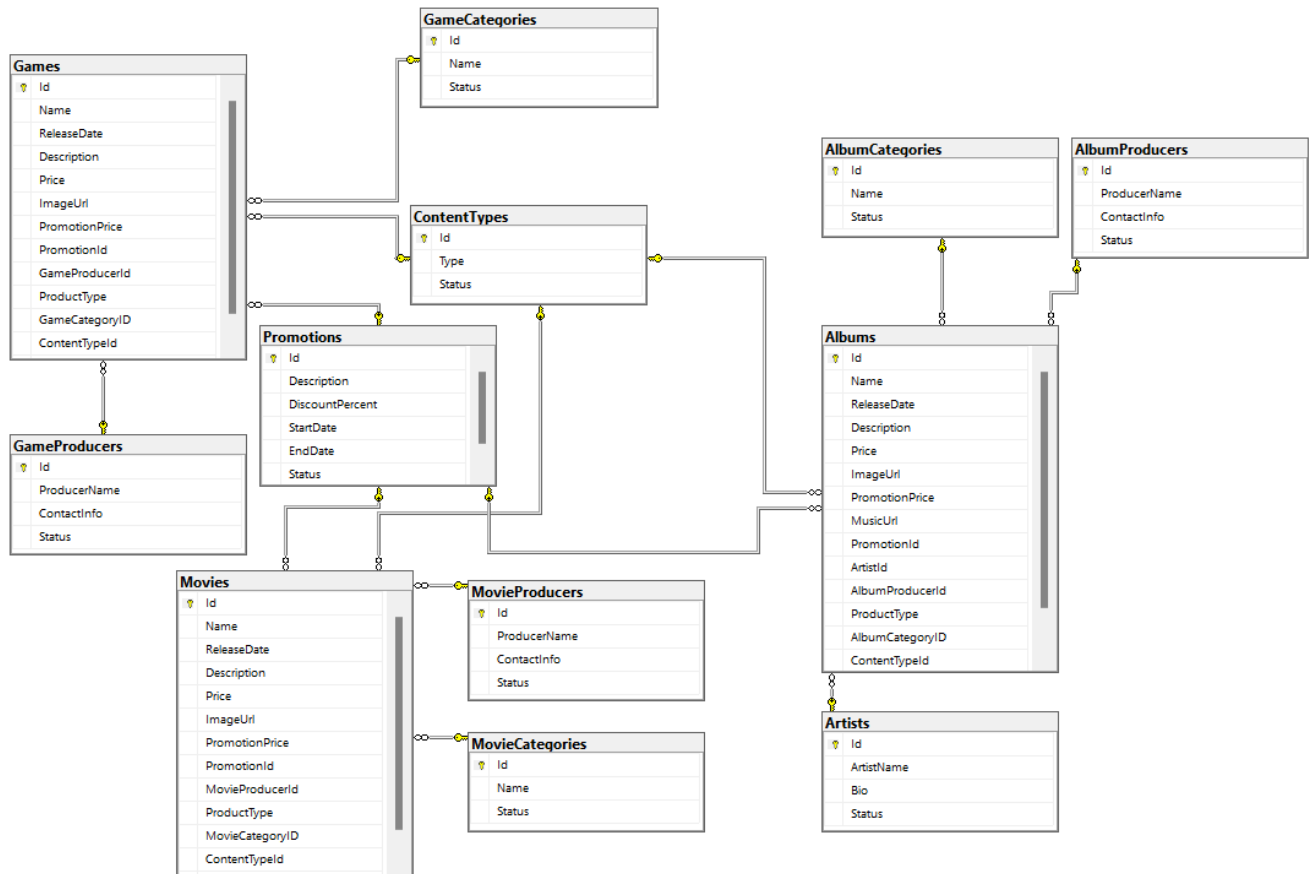 GameCategories
Id
Name
Status
Games
Id
Name
ReleaseDate
Description
Price
ImageUrl
PromotionPrice
PromotionId
GameProducerId
ProductType
GameCategoryID
ContentTypeId
AlbumCategories
Id
Name
Status
AlbumProducers
Id
ProducerName
ContactInfo
Status
ContentTypes
Id
Type
Status
Promotions
Id
Description
DiscountPercent
StartDate
EndDate
Status
Albums
Id
Name
ReleaseDate
Description
Price
ImageUrl
PromotionPrice
MusicUrl
PromotionId
ArtistId
AlbumProducerId
ProductType
AlbumCategoryID
ContentTypeId
GameProducers
Id
ProducerName
ContactInfo
Status
Movies
Id
Name
ReleaseDate
Description
Price
ImageUrl
PromotionPrice
PromotionId
MovieProducerId
ProductType
MovieCategoryID
ContentTypeId
MovieProducers
Id
ProducerName
ContactInfo
Status
MovieCategories
Id
Name
Status
Artists
Id
ArtistName
Bio
Status